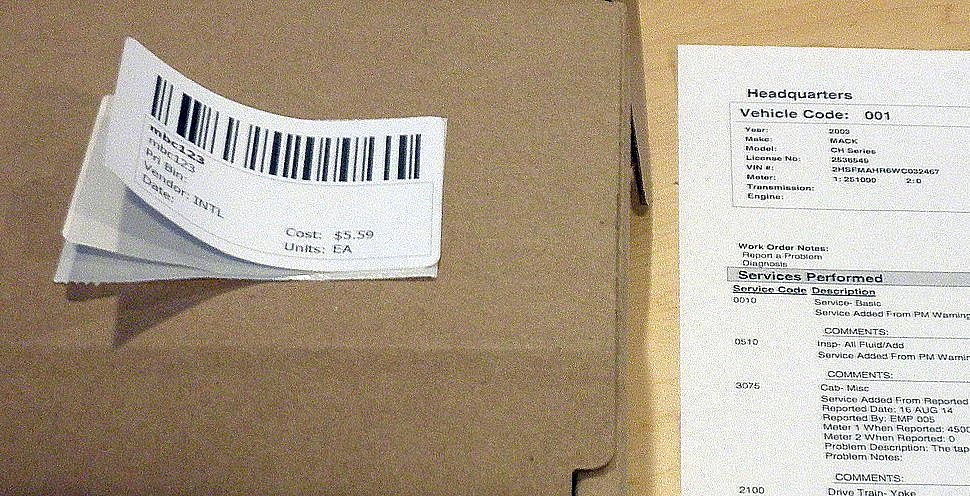 mbc123
mbc123
Pri Bin:
Vendor: INTL
Date:
Cost: $5.59
Units: EA
Headquarters
Vehicle Code: 001
Year: 2003
Make: MACK
Model: CH Series
License No: 2536549
VIN #: 2HSFMAHR6WC032467
Meter: 1: 251000 2: 0
Transmission:
Engine:
Work Order Notes:
Report a Problem
Diagnosis
Services Performed
Service Code Description
0010 Service- Basic
Service Added From PM Warning
COMMENTS:
0510 Insp- All Fluid/Add
Service Added From PM Warnin
COMMENTS:
3075 Cab- Misc
Service Added From Reported
Reported Date: 16 AUG 14
Reported By: EMP 005
Meter 1 When Reported: 4500
Meter 2 When Reported: 0
Problem Description: The tap
Problem Notes:
COMMENTS:
2100 Drive Train- Yoke